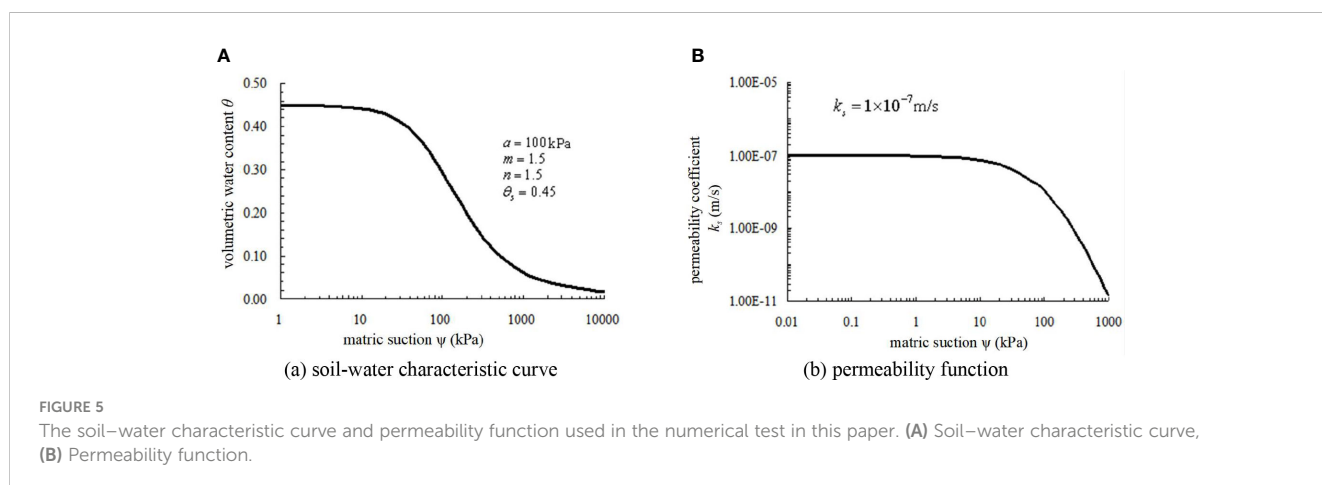 A
0.50
0.40
0.30
0.20
0.10
0.00
volumetric water content θ
a = 100 kPa
m = 1.5
n = 1.5
θs = 0.45
1 10 100 1000 10000
matric suction ψ (kPa)
(a) soil-water characteristic curve
B
1.00E-05
1.00E-07
1.00E-09
1.00E-11
permeability coefficient
ks (m/s)
ks = 1×10⁻⁷m/s
0.01 0.1 1 10 100 1000
matric suction ψ (kPa)
(b) permeability function
FIGURE 5
The soil–water characteristic curve and permeability function used in the numerical test in this paper. (A) Soil–water characteristic curve,
(B) Permeability function.